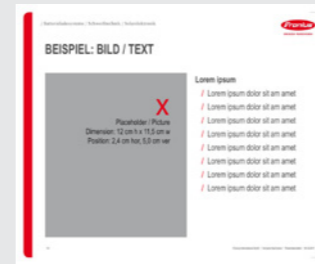 Fronius
BEISPIEL: BILD / TEXT
Lorem ipsum
/ Lorem ipsum dolor sit am amet
/ Lorem ipsum dolor sit am amet
/ Lorem ipsum dolor sit am amet
/ Lorem ipsum dolor sit am amet
/ Lorem ipsum dolor sit am amet
/ Lorem ipsum dolor sit am amet
/ Lorem ipsum dolor sit am amet
/ Lorem ipsum dolor sit am amet
X
Placeholder / Picture
Dimension: 12 cm h x 11,5 cm w
Position: 2,4 cm hor, 5,0 cm ver